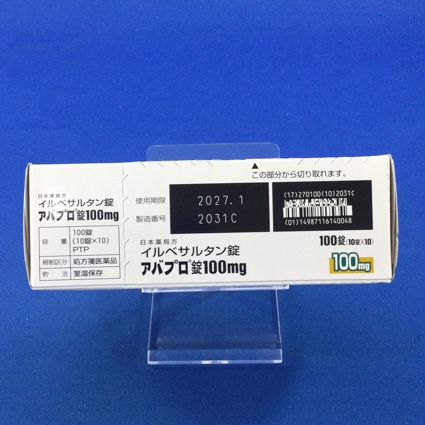 日本薬局方
イルベサルタン錠
アバプロ錠100mg
容 量 100錠
(10錠×10)
PTP
規制区分 処方箋医薬品
貯 法 室温保存
使用期限 2027.1
製造番号 2031C
▲
この部分から切り取れます。
(17)270100(10)2031C
(01)14987116140048
日本薬局方
イルベサルタン錠
アバプロ®錠100mg
100錠(10錠×10)
100mg